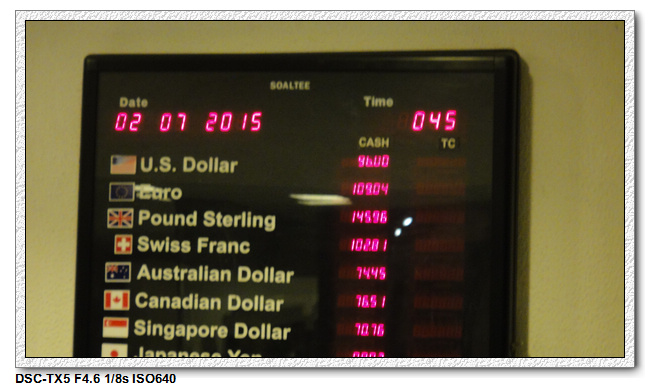 SOALTEE
Date Time
02 07 2015 045
CASH TC
U.S. Dollar 96.00
Euro 109.04
Pound Sterling 145.96
Swiss Franc 102.81
Australian Dollar 74.45
Canadian Dollar 76.51
Singapore Dollar 70.76
Japanese Yen
DSC-TX5 F4.6 1/8s ISO640